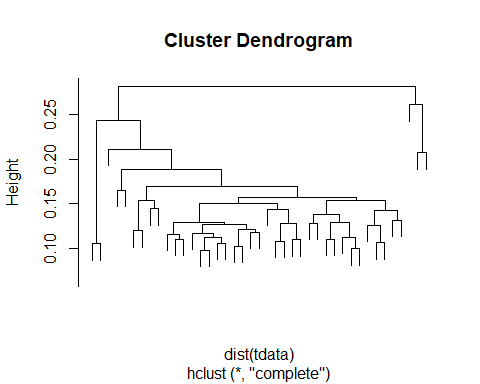 Cluster Dendrogram
Height
0.25
0.20
0.15
0.10
dist(tdata)
hclust (*, "complete")